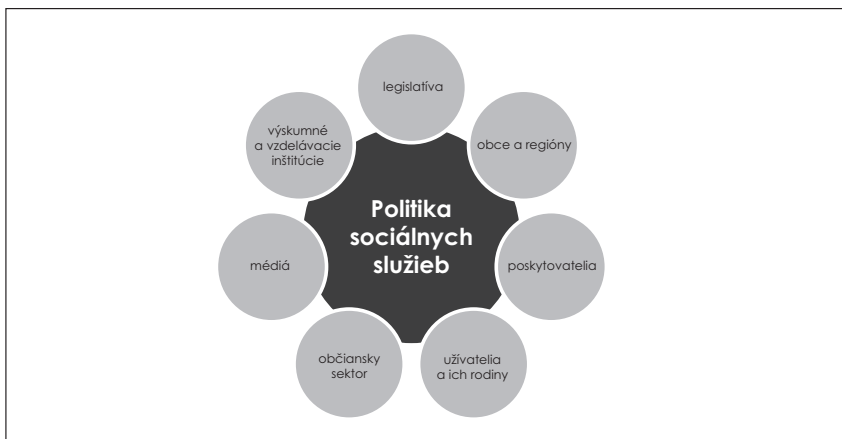 legislatíva
obce a regióny
poskytovatelia
užívatelia
a ich rodiny
občiansky
sektor
médiá
výskumné
a vzdelávacie
inštitúcie
Politika
sociálnych
služieb